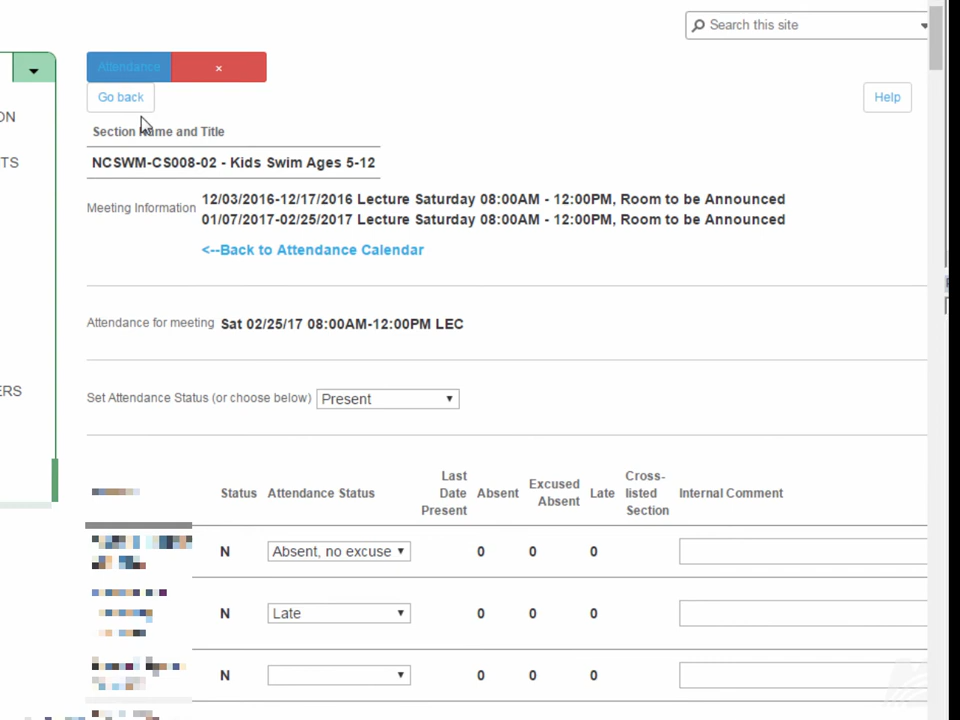 Search this site
Attendance ×
Go back
Help
ON
Section Name and Title
TS
NCSWM-CS008-02 - Kids Swim Ages 5-12
Meeting Information
12/03/2016-12/17/2016 Lecture Saturday 08:00AM - 12:00PM, Room to be Announced
01/07/2017-02/25/2017 Lecture Saturday 08:00AM - 12:00PM, Room to be Announced
<--Back to Attendance Calendar
Attendance for meeting Sat 02/25/17 08:00AM-12:00PM LEC
ERS
Set Attendance Status (or choose below) Present
Status Attendance Status Last Date Present Absent Excused Absent Late Cross-listed Section Internal Comment
N Absent, no excuse 0 0 0
N Late 0 0 0
N 0 0 0